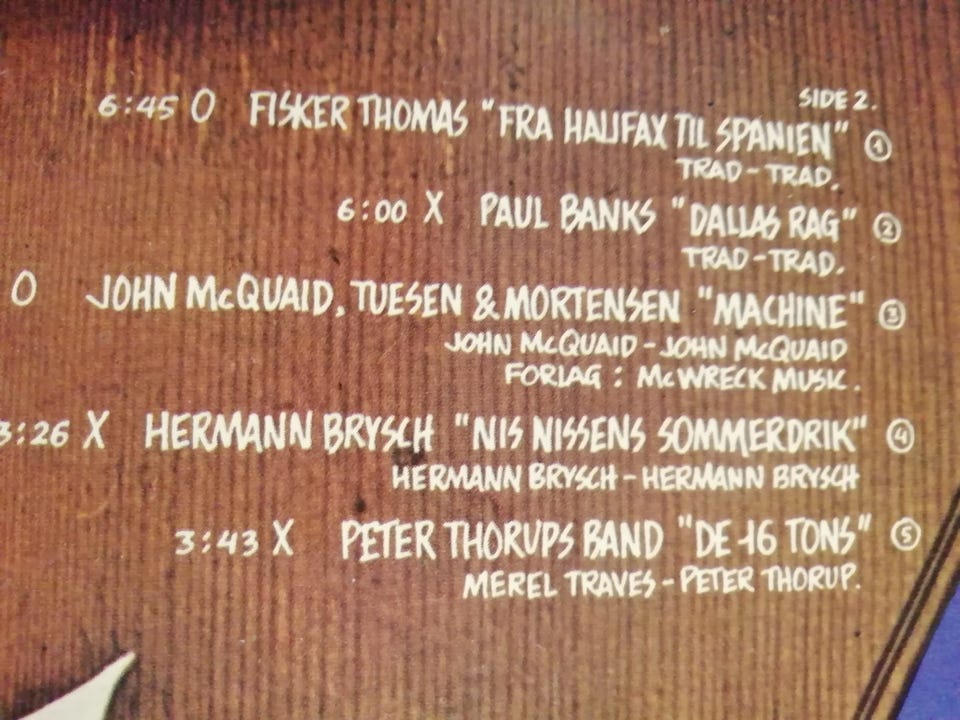 SIDE 2.
6:45 O FISKER THOMAS "FRA HALIFAX TIL SPANIEN" 1
TRAD - TRAD.
6:00 X PAUL BANKS "DALLAS RAG" 2
TRAD - TRAD.
O JOHN McQUAID, TUESEN & MORTENSEN "MACHINE" 3
JOHN McQUAID - JOHN McQUAID
FORLAG : McWRECK MUSIC.
3:26 X HERMANN BRYSCH "NIS NISSENS SOMMERDRIK" 4
HERMANN BRYSCH - HERMANN BRYSCH
3:43 X PETER THORUPS BAND "DE 16 TONS" 5
MEREL TRAVES - PETER THORUP.